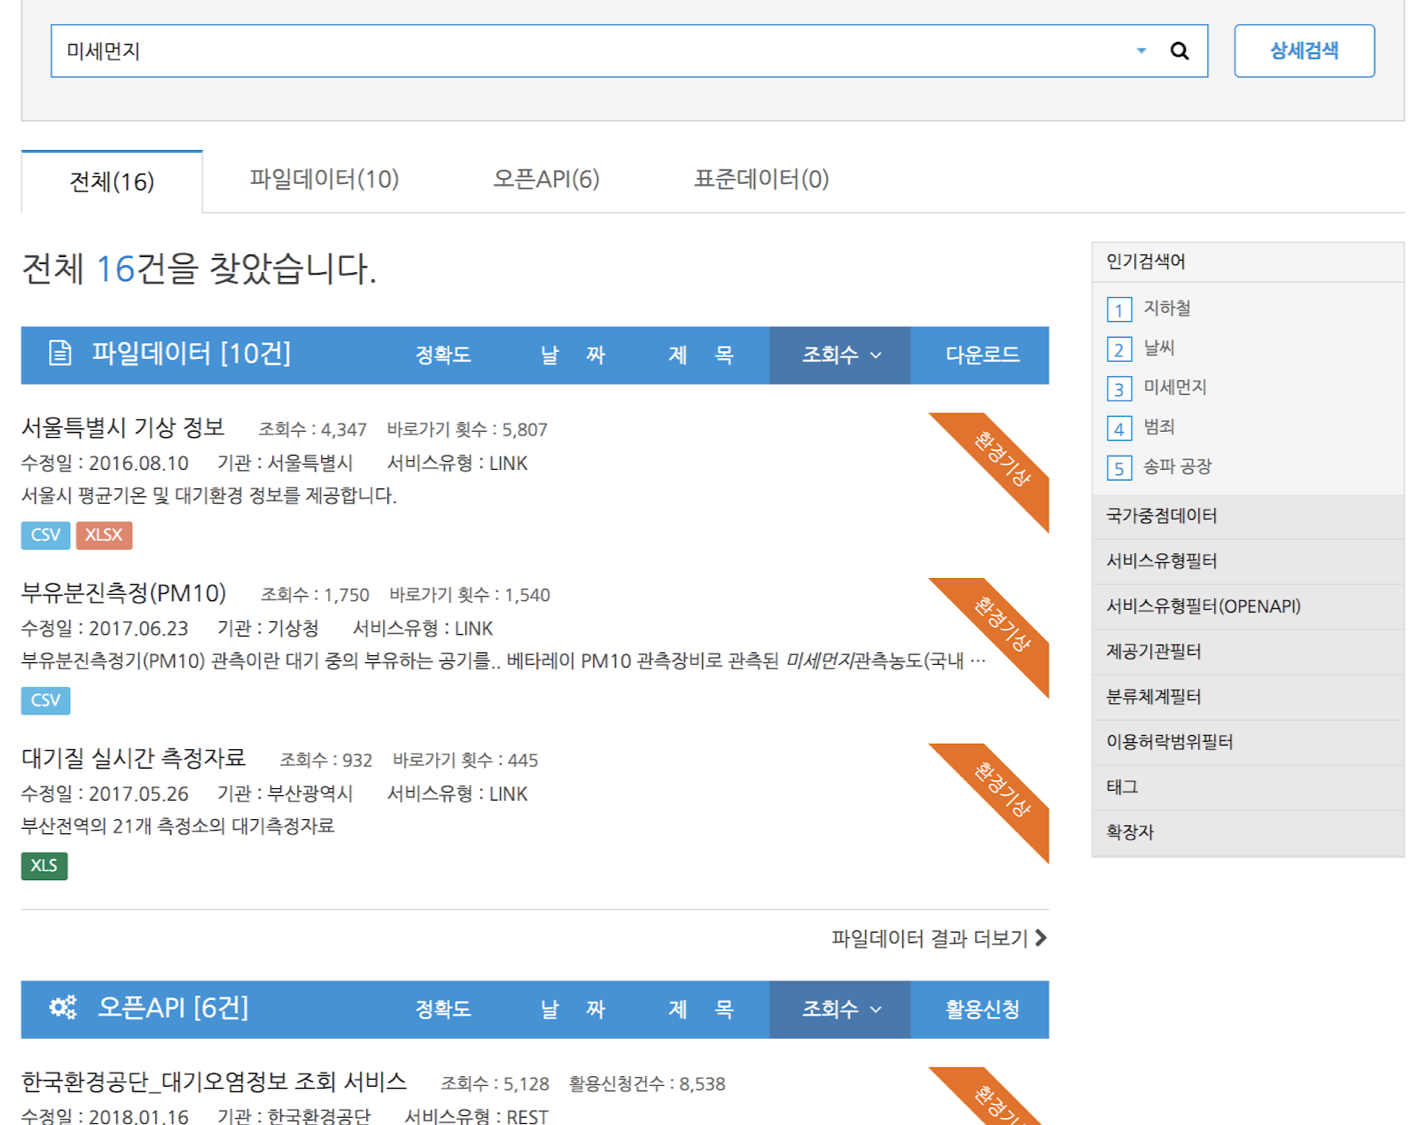 미세먼지
상세검색
전체(16) 파일데이터(10) 오픈API(6) 표준데이터(0)
전체 16건을 찾았습니다.
파일데이터 [10건] 정확도 날 짜 제 목 조회수 다운로드
서울특별시 기상 정보 조회수 : 4,347 바로가기 횟수 : 5,807
수정일 : 2016.08.10 기관 : 서울특별시 서비스유형 : LINK
서울시 평균기온 및 대기환경 정보를 제공합니다.
CSV XLSX
환경기상
부유분진측정(PM10) 조회수 : 1,750 바로가기 횟수 : 1,540
수정일 : 2017.06.23 기관 : 기상청 서비스유형 : LINK
부유분진측정기(PM10) 관측이란 대기 중의 부유하는 공기를.. 베타레이 PM10 관측장비로 관측된 미세먼지관측농도(국내 …
CSV
환경기상
대기질 실시간 측정자료 조회수 : 932 바로가기 횟수 : 445
수정일 : 2017.05.26 기관 : 부산광역시 서비스유형 : LINK
부산전역의 21개 측정소의 대기측정자료
XLS
환경기상
파일데이터 결과 더보기
오픈API [6건] 정확도 날 짜 제 목 조회수 활용신청
한국환경공단_대기오염정보 조회 서비스 조회수 : 5,128 활용신청건수 : 8,538
수정일 : 2018.01.16 기관 : 한국환경공단 서비스유형 : REST
환경기
인기검색어
1 지하철
2 날씨
3 미세먼지
4 범죄
5 송파 공장
국가중점데이터
서비스유형필터
서비스유형필터(OPENAPI)
제공기관필터
분류체계필터
이용허락범위필터
태그
확장자